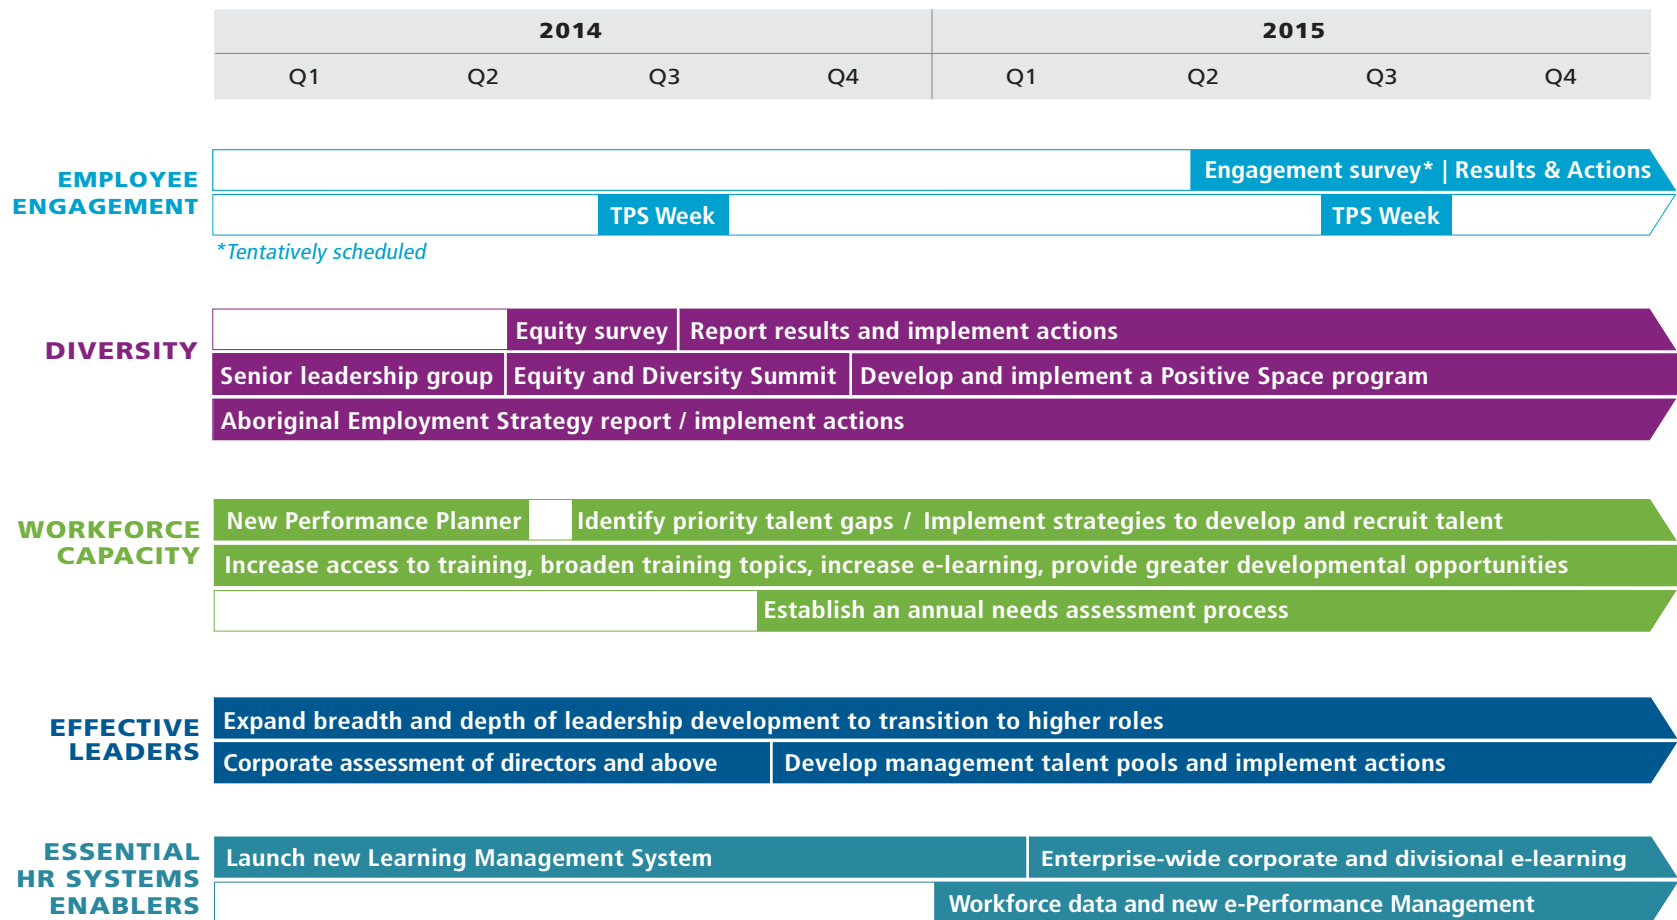 2014 2015
Q1 Q2 Q3 Q4 Q1 Q2 Q3 Q4
EMPLOYEE
ENGAGEMENT
Engagement survey* | Results & Actions
TPS Week TPS Week
*Tentatively scheduled
DIVERSITY
Equity survey Report results and implement actions
Senior leadership group Equity and Diversity Summit Develop and implement a Positive Space program
Aboriginal Employment Strategy report / implement actions
WORKFORCE
CAPACITY
New Performance Planner Identify priority talent gaps / Implement strategies to develop and recruit talent
Increase access to training, broaden training topics, increase e-learning, provide greater developmental opportunities
Establish an annual needs assessment process
EFFECTIVE
LEADERS
Expand breadth and depth of leadership development to transition to higher roles
Corporate assessment of directors and above Develop management talent pools and implement actions
ESSENTIAL
HR SYSTEMS
ENABLERS
Launch new Learning Management System Enterprise-wide corporate and divisional e-learning
Workforce data and new e-Performance Management